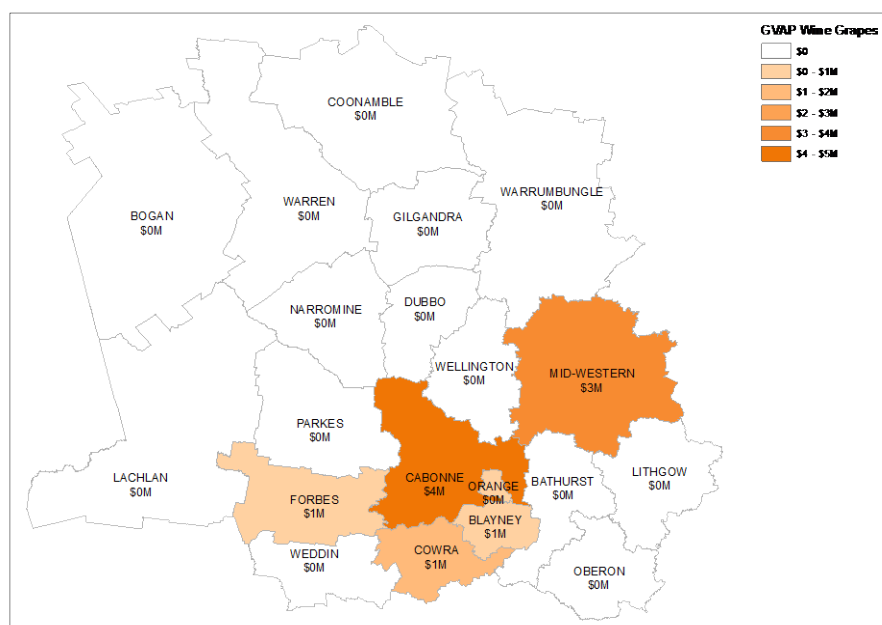 GVAP Wine Grapes
$0
$0 - $1M
$1 - $2M
$2 - $3M
$3 - $4M
$4 - $5M
COONAMBLE
$0M
WARRUMBUNGLE
$0M
BOGAN
$0M
WARREN
$0M
GILGANDRA
$0M
NARROMINE
$0M
DUBBO
$0M
WELLINGTON
$0M
MID-WESTERN
$3M
PARKES
$0M
LACHLAN
$0M
CABONNE
$4M
ORANGE
$0M
BATHURST
$0M
LITHGOW
$0M
FORBES
$1M
BLAYNEY
$1M
WEDDIN
$0M
COWRA
$1M
OBERON
$0M